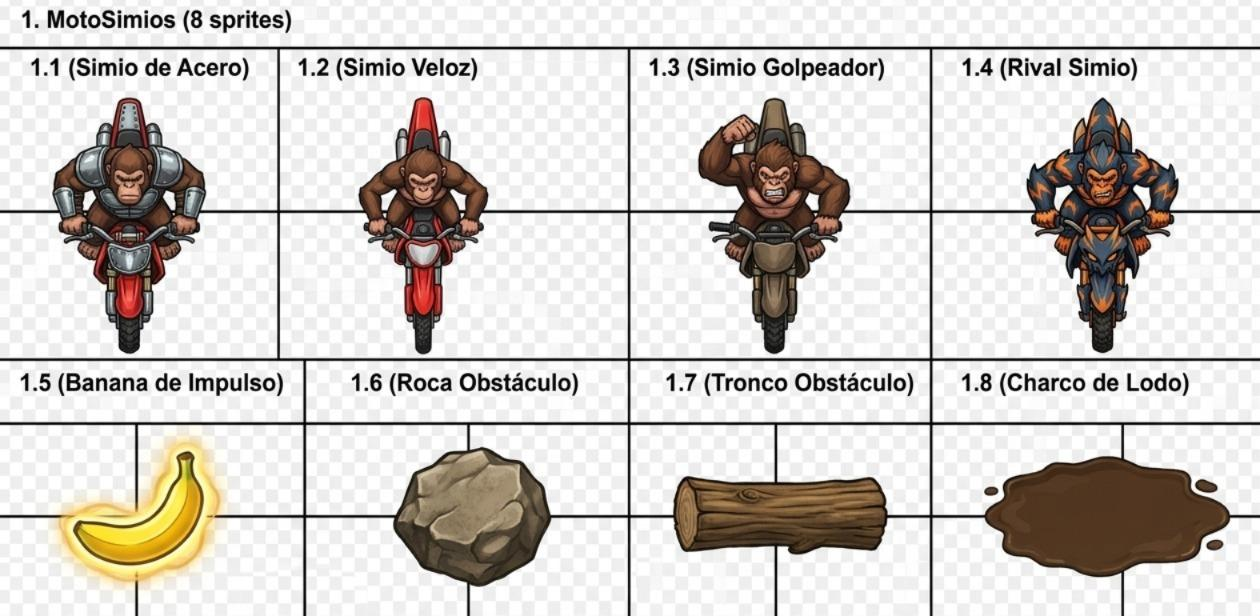 1. MotoSimios (8 sprites)
1.1 (Simio de Acero)
1.2 (Simio Veloz)
1.3 (Simio Golpeador)
1.4 (Rival Simio)
1.5 (Banana de Impulso)
1.6 (Roca Obstáculo)
1.7 (Tronco Obstáculo)
1.8 (Charco de Lodo)